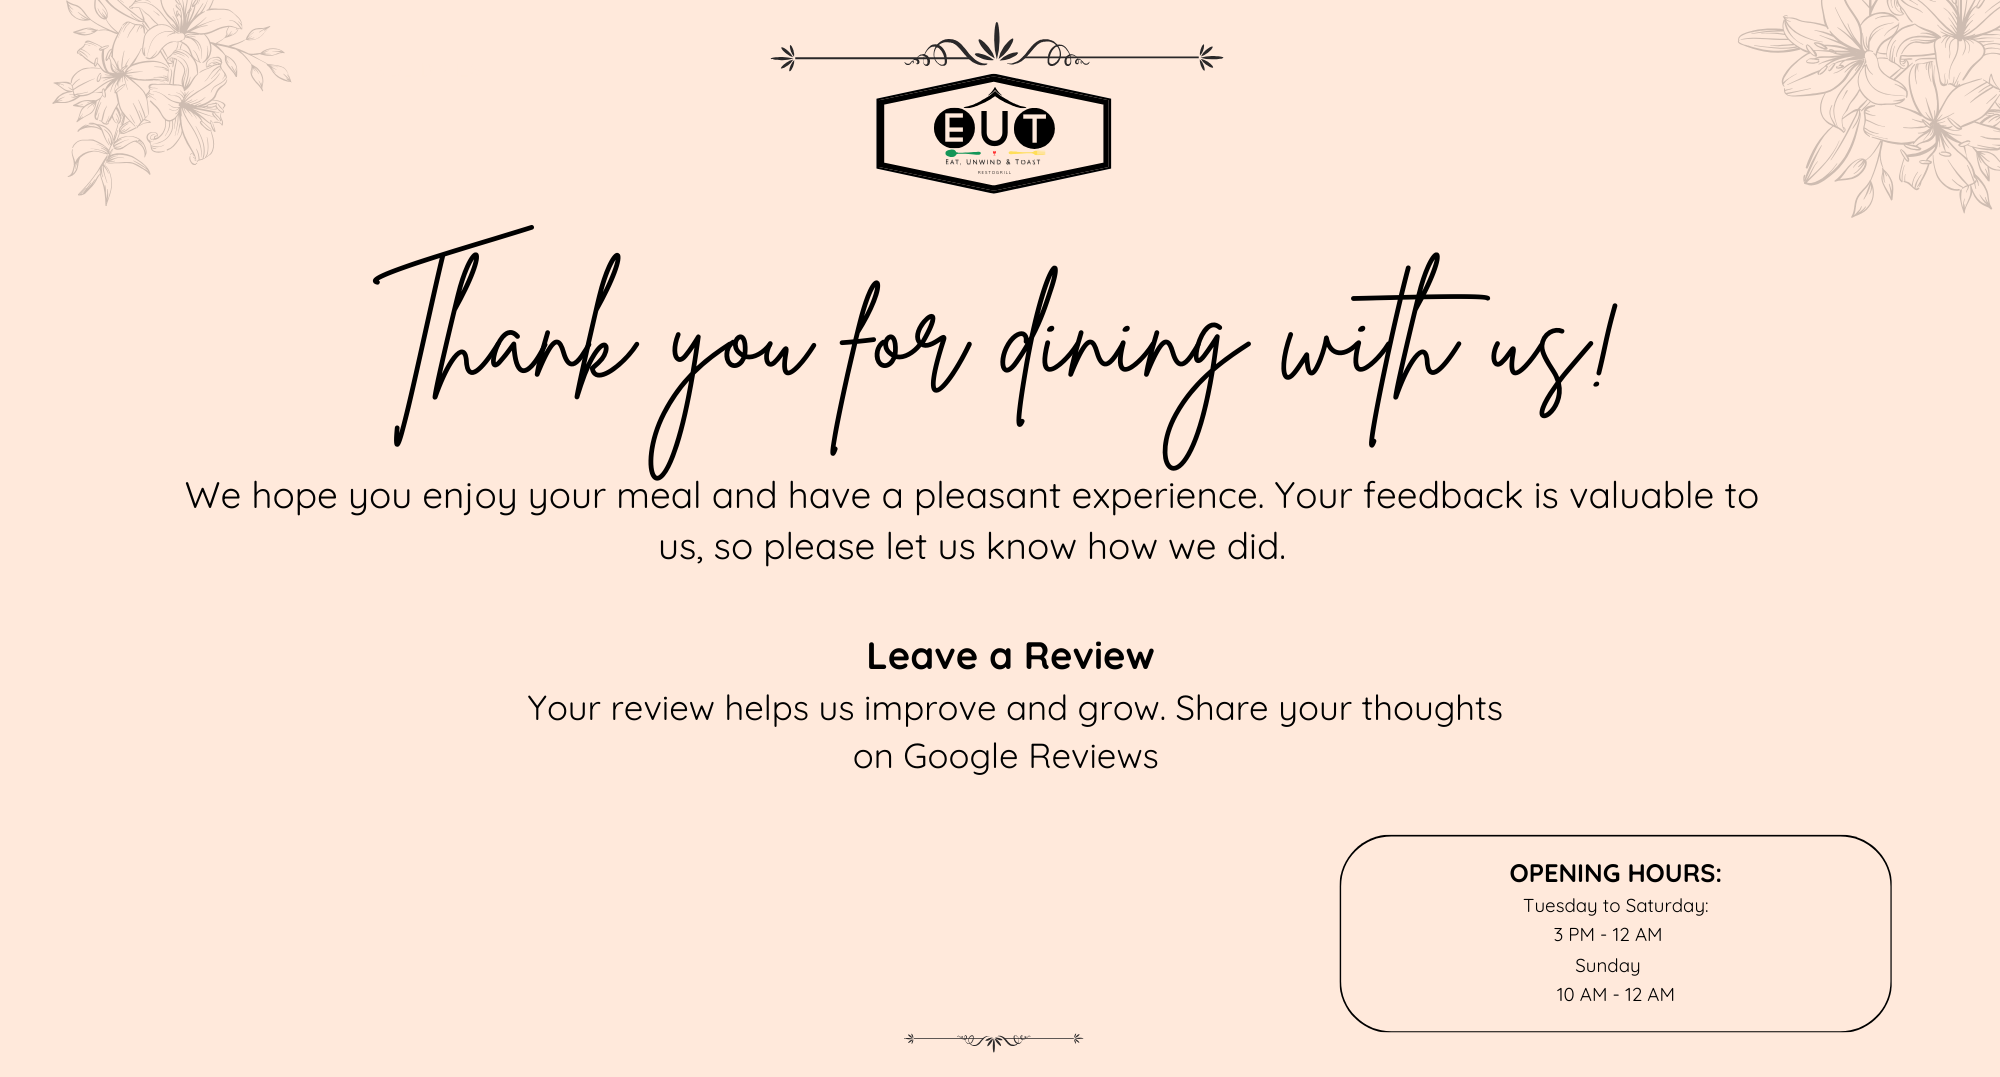 EUT
EAT, UNWIND & TOAST
RESTOGRILL
Thank you for dining with us!
We hope you enjoy your meal and have a pleasant experience. Your feedback is valuable to
us, so please let us know how we did.
Leave a Review
Your review helps us improve and grow. Share your thoughts
on Google Reviews
OPENING HOURS:
Tuesday to Saturday:
3 PM - 12 AM
Sunday
10 AM - 12 AM